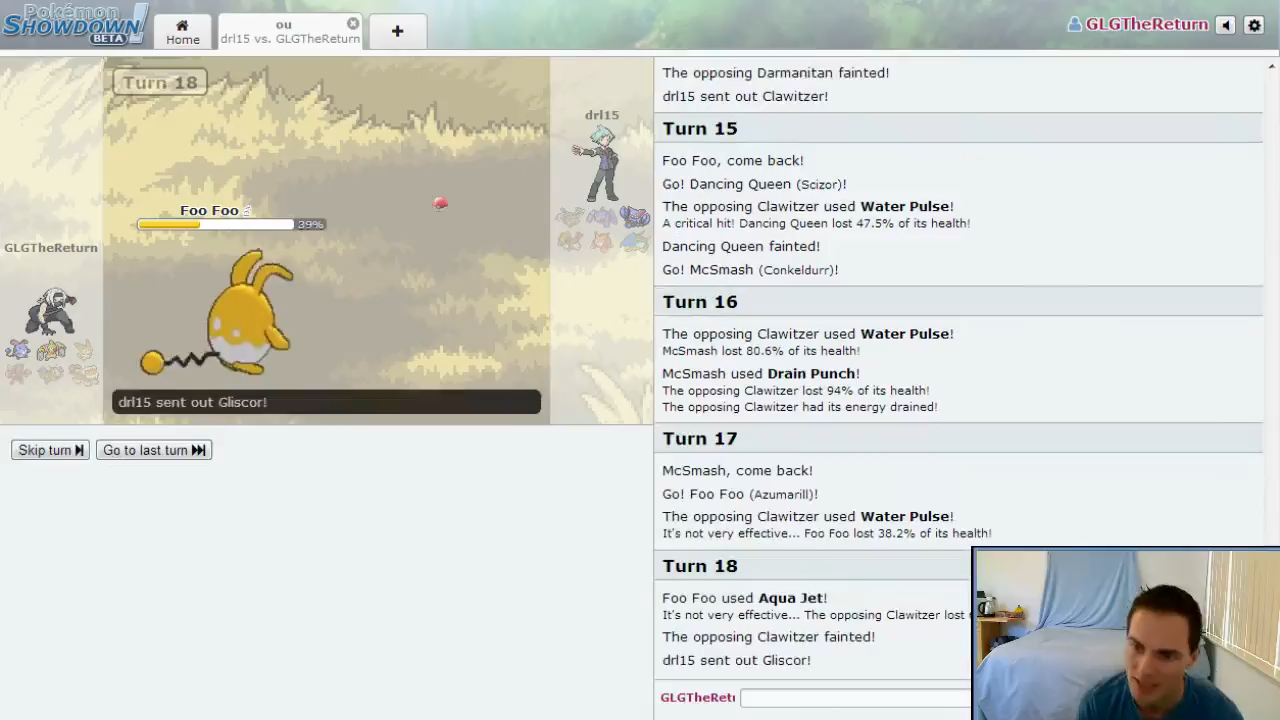 Pokémon
SHOWDOWN!
BETA
Home
ou
drl15 vs. GLGTheReturn
+
GLGTheReturn
Turn 18
drl15
Foo Foo
39%
GLGTheReturn
drl15 sent out Gliscor!
Skip turn
Go to last turn
The opposing Darmanitan fainted!
drl15 sent out Clawitzer!
Turn 15
Foo Foo, come back!
Go! Dancing Queen (Scizor)!
The opposing Clawitzer used Water Pulse!
A critical hit! Dancing Queen lost 47.5% of its health!
Dancing Queen fainted!
Go! McSmash (Conkeldurr)!
Turn 16
The opposing Clawitzer used Water Pulse!
McSmash lost 80.6% of its health!
McSmash used Drain Punch!
The opposing Clawitzer lost 94% of its health!
The opposing Clawitzer had its energy drained!
Turn 17
McSmash, come back!
Go! Foo Foo (Azumarill)!
The opposing Clawitzer used Water Pulse!
It's not very effective... Foo Foo lost 38.2% of its health!
Turn 18
Foo Foo used Aqua Jet!
It's not very effective... The opposing Clawitzer lost
The opposing Clawitzer fainted!
drl15 sent out Gliscor!
GLGTheRetu